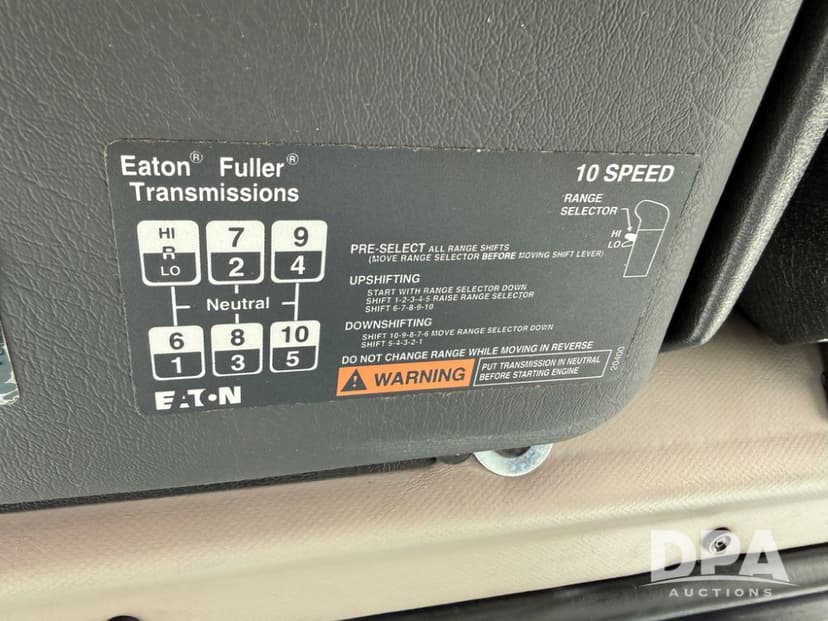 Eaton® Fuller®
Transmissions
10 SPEED
RANGE
SELECTOR
HI
LO
HI
R
LO
7
2
9
4
Neutral
6
1
8
3
10
5
PRE-SELECT ALL RANGE SHIFTS
(MOVE RANGE SELECTOR BEFORE MOVING SHIFT LEVER)
UPSHIFTING
START WITH RANGE SELECTOR DOWN
SHIFT 1-2-3-4-5 RAISE RANGE SELECTOR
SHIFT 6-7-8-9-10
DOWNSHIFTING
SHIFT 10-9-8-7-6 MOVE RANGE SELECTOR DOWN
SHIFT 5-4-3-2-1
DO NOT CHANGE RANGE WHILE MOVING IN REVERSE
WARNING
PUT TRANSMISSION IN NEUTRAL
BEFORE STARTING ENGINE
20400
EATON
DPA
AUCTIONS